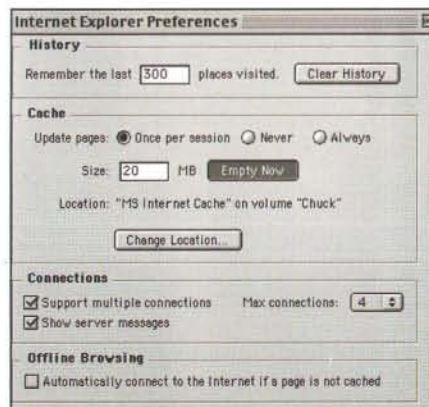 Internet Explorer Preferences
History
Remember the last 300 places visited. Clear History
Cache
Update pages: Once per session Never Always
Size: 20 MB Empty Now
Location: "MS Internet Cache" on volume "Chuck"
Change Location...
Connections
Support multiple connections Max connections: 4
Show server messages
Offline Browsing
Automatically connect to the Internet if a page is not cached